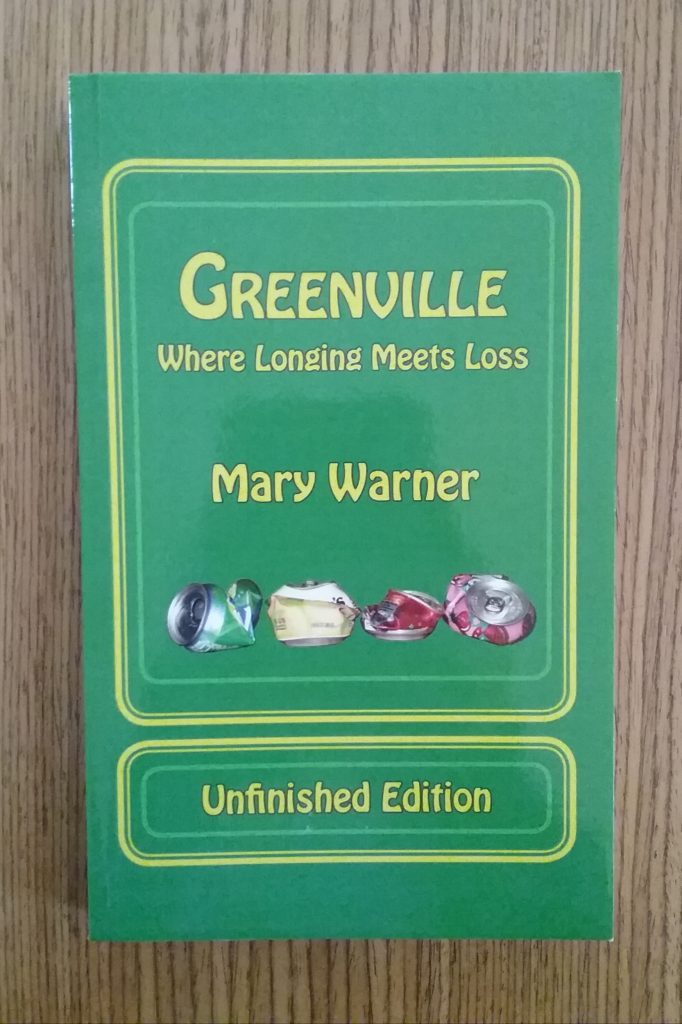 Greenville
Where Longing Meets Loss
Mary Warner
Unfinished Edition